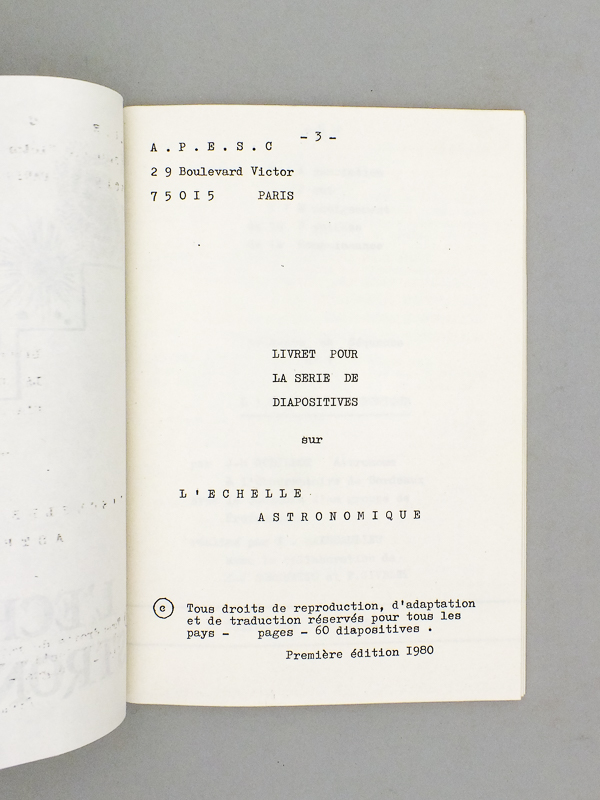 - 3 -
A . P . E . S . C
2 9 Boulevard Victor
7 5 0 I 5 PARIS
LIVRET POUR
LA SERIE DE
DIAPOSITIVES
sur
L ' E C H E L L E
A S T R O N O M I Q U E
© Tous droits de reproduction, d'adaptation
et de traduction réservés pour tous les
pays - pages - 60 diapositives .
Première édition I980